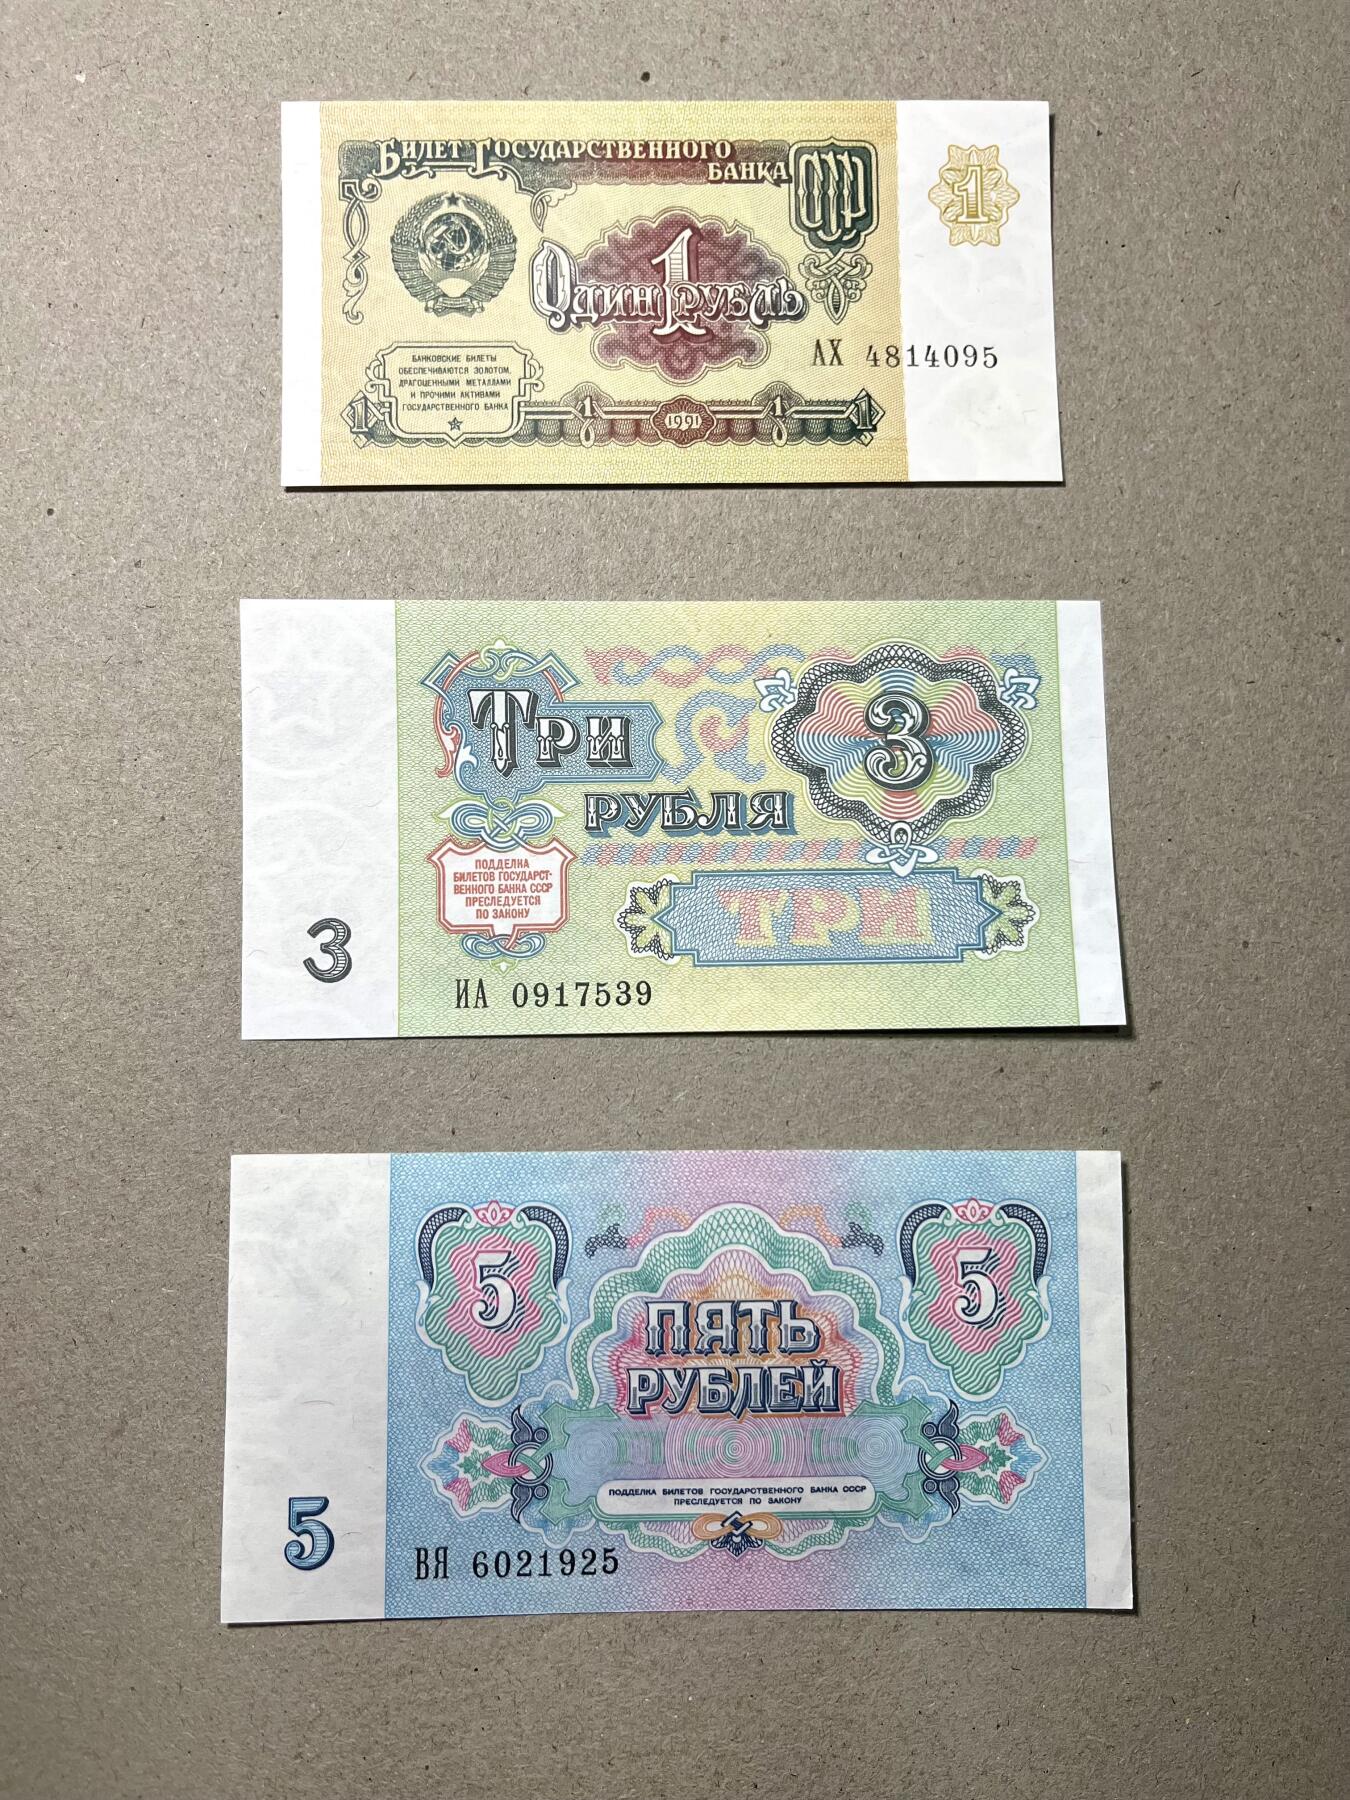 Билет Государственного
Банка
СССР
1
Один рубль
1
АХ 4814095
БАНКОВСКИЕ БИЛЕТЫ
ОБЕСПЕЧИВАЮТСЯ ЗОЛОТОМ,
ДРАГОЦЕННЫМИ МЕТАЛЛАМИ
И ПРОЧИМИ АКТИВАМИ
ГОСУДАРСТВЕННОГО БАНКА
1 1 1991 1 1
Три
рубля
3
ПОДДЕЛКА
БИЛЕТОВ ГОСУДАРСТ-
ВЕННОГО БАНКА СССР
ПРЕСЛЕДУЕТСЯ
ПО ЗАКОНУ
ТРИ
3
ИА 0917539
5 5
ПЯТЬ
РУБЛЕЙ
ПОДДЕЛКА БИЛЕТОВ ГОСУДАРСТВЕННОГО БАНКА СССР
ПРЕСЛЕДУЕТСЯ ПО ЗАКОНУ
5
ВЯ 6021925